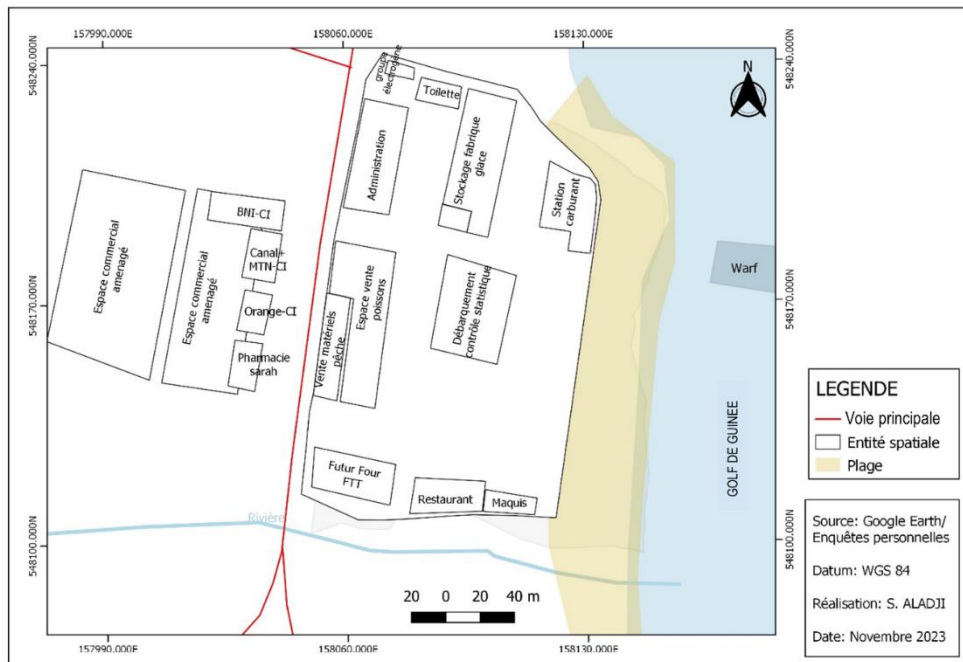 157990.000E
158060.000E
158130.000E
548240.000N
548240.000N
N
groupe
électrogène
Toilette
Administration
Stockage fabrique
glace
Station
carburant
BNI-CI
Canal+
MTN-CI
Espace commercial
amenagé
Espace commercial
amenagé
Orange-CI
Pharmacie
sarah
Espace vente
poissons
Vente matériels
pêche
Débarquement
contrôle statistique
Warf
548170.000N
548170.000N
GOLF DE GUINEE
Futur Four
FTT
Restaurant
Maquis
Rivière
548100.000N
548100.000N
20 0 20 40 m
157990.000E
158060.000E
158130.000E
LEGENDE
Voie principale
Entité spatiale
Plage
Source: Google Earth/
Enquêtes personnelles
Datum: WGS 84
Réalisation: S. ALADJI
Date: Novembre 2023